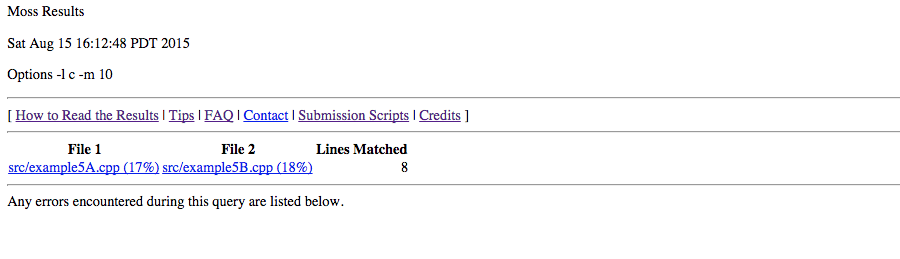 Moss Results
Sat Aug 15 16:12:48 PDT 2015
Options -l c -m 10
[ How to Read the Results | Tips | FAQ | Contact | Submission Scripts | Credits ]
File 1 File 2 Lines Matched
src/example5A.cpp (17%) src/example5B.cpp (18%) 8
Any errors encountered during this query are listed below.